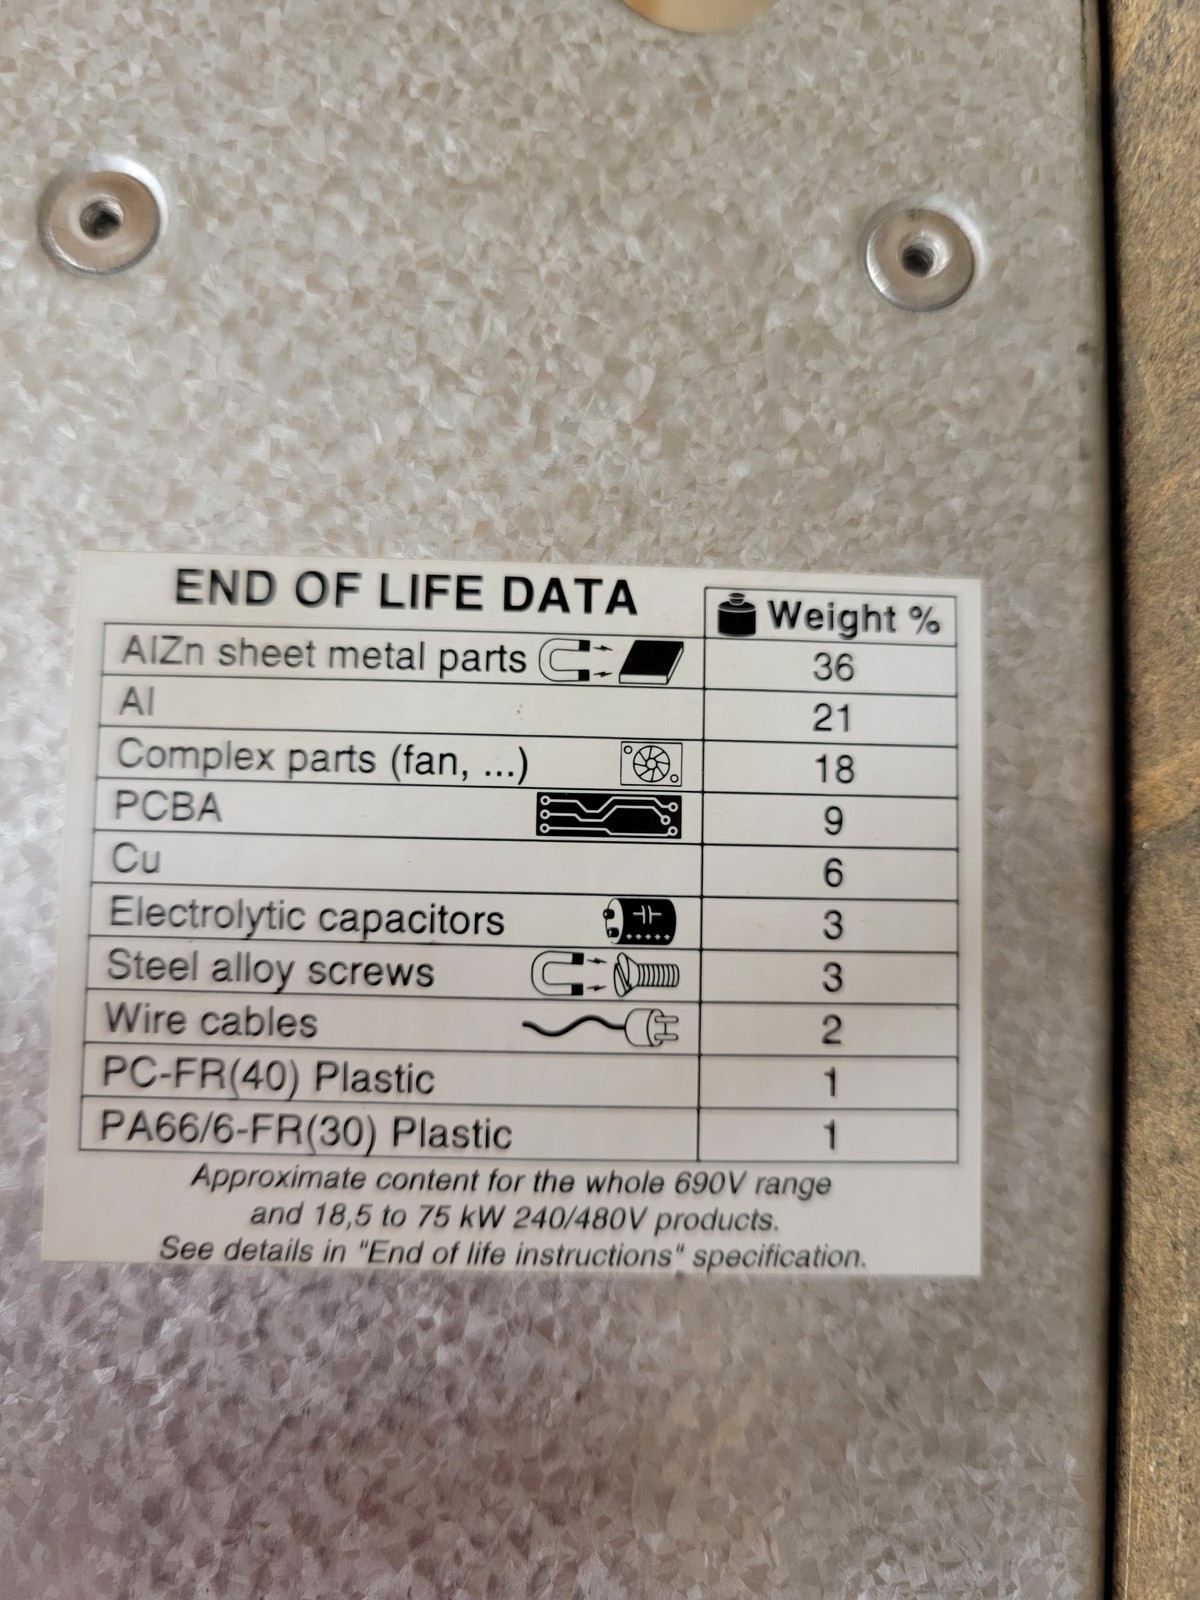 END OF LIFE DATA Weight %
AlZn sheet metal parts 36
Al 21
Complex parts (fan, ...) 18
PCBA 9
Cu 6
Electrolytic capacitors 3
Steel alloy screws 3
Wire cables 2
PC-FR(40) Plastic 1
PA66/6-FR(30) Plastic 1
Approximate content for the whole 690V range
and 18,5 to 75 kW 240/480V products.
See details in "End of life instructions" specification.